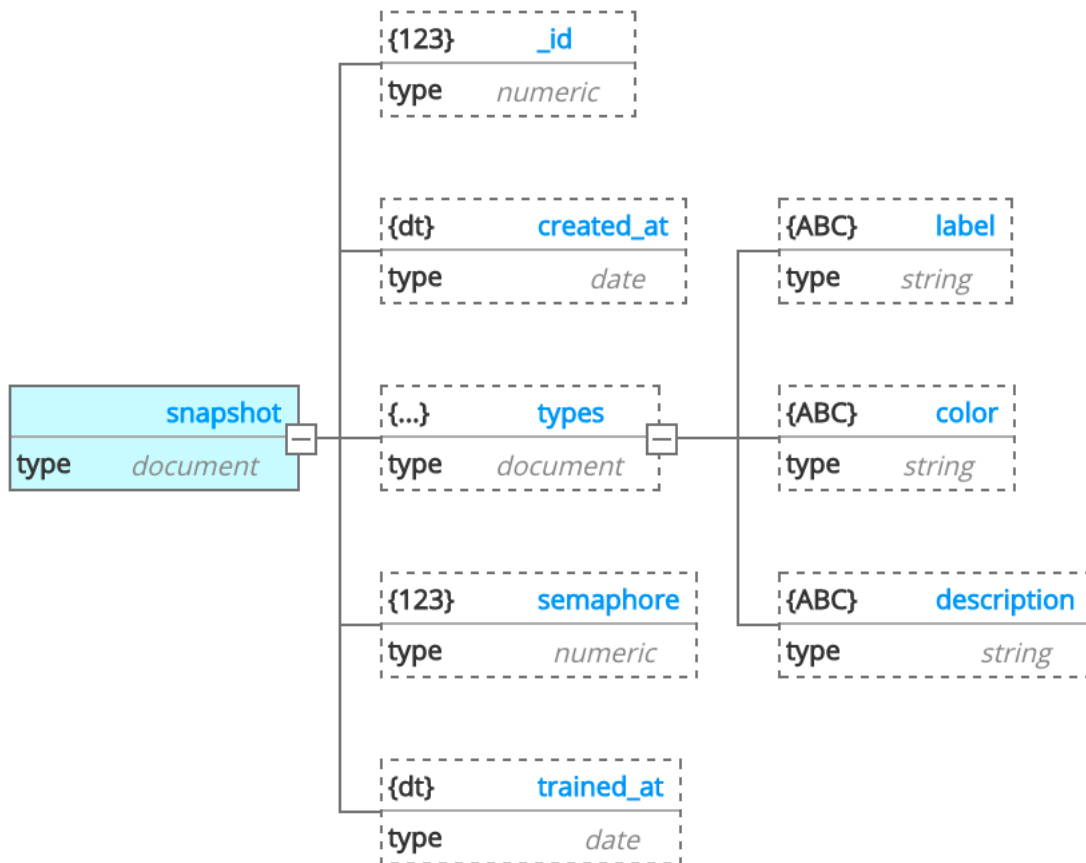 {123} _id
type numeric
{dt} created_at
type date
{ABC} label
type string
snapshot
type document
{...} types
type document
{ABC} color
type string
{123} semaphore
type numeric
{ABC} description
type string
{dt} trained_at
type date